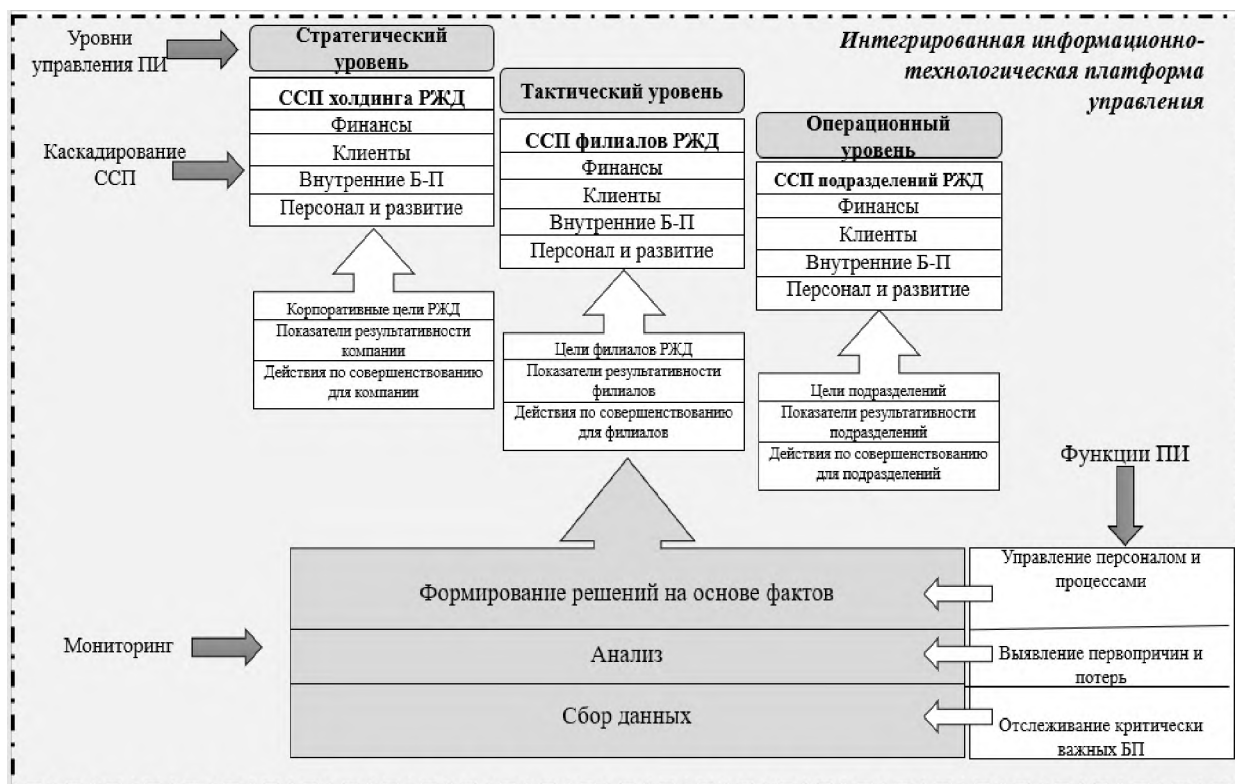 Уровни
управления ПИ
Стратегический
уровень
Интегрированная информационно-
технологическая платформа
управления
ССП холдинга РЖД
Финансы
Клиенты
Внутренние Б-П
Персонал и развитие
Каскадирование
ССП
Тактический уровень
ССП филиалов РЖД
Финансы
Клиенты
Внутренние Б-П
Персонал и развитие
Операционный
уровень
ССП подразделений РЖД
Финансы
Клиенты
Внутренние Б-П
Персонал и развитие
Корпоративные цели РЖД
Показатели результативности
компании
Действия по совершенствованию
для компании
Цели филиалов РЖД
Показатели результативности
филиалов
Действия по совершенствованию
для филиалов
Цели подразделений
Показатели результативности
подразделений
Действия по совершенствованию
для подразделений
Функции ПИ
Мониторинг
Формирование решений на основе фактов
Анализ
Сбор данных
Управление персоналом и
процессами
Выявление первопричин и
потерь
Отслеживание критически
важных БП